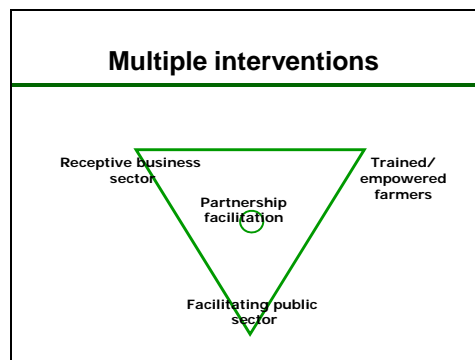 Multiple interventions
Receptive business
sector
Trained/
empowered
farmers
Partnership
facilitation
Facilitating public
sector